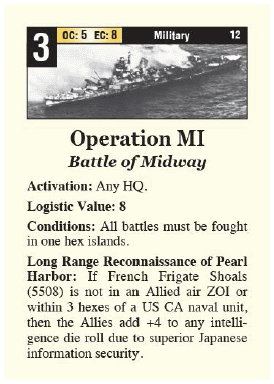 3 OC: 5 EC: 8 Military 12
Operation MI
Battle of Midway
Activation: Any HQ.
Logistic Value: 8
Conditions: All battles must be fought
in one hex islands.
Long Range Reconnaissance of Pearl
Harbor: If French Frigate Shoals
(5508) is not in an Allied air ZOI or
within 3 hexes of a US CA naval unit,
then the Allies add +4 to any intelli-
gence die roll due to superior Japanese
information security.